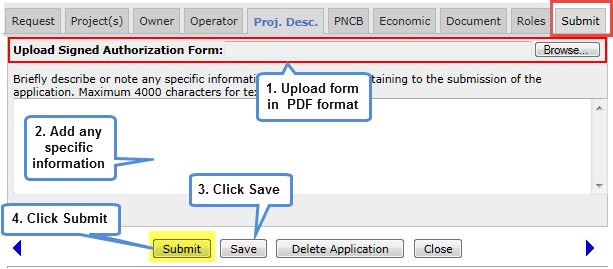 Request Project(s) Owner Operator Proj. Desc. PNCB Economic Document Roles Submit
Upload Signed Authorization Form: Browse...
Briefly describe or note any specific informati taining to the submission of the
application. Maximum 4000 characters for te
1. Upload form
in PDF format
2. Add any
specific
information
3. Click Save
4. Click Submit
Submit Save Delete Application Close